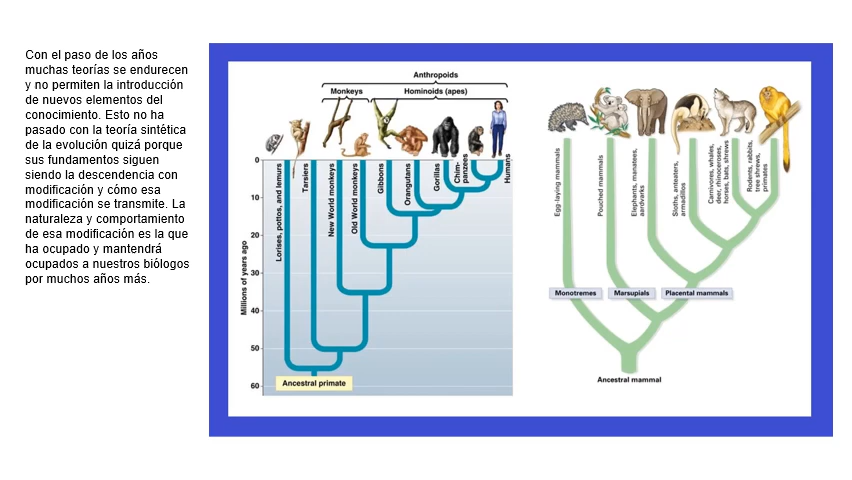 Con el paso de los años
muchas teorías se endurecen
y no permiten la introducción
de nuevos elementos del
conocimiento. Esto no ha
pasado con la teoría sintética
de la evolución quizá porque
sus fundamentos siguen
siendo la descendencia con
modificación y cómo esa
modificación se transmite. La
naturaleza y comportamiento
de esa modificación es la que
ha ocupado y mantendrá
ocupados a nuestros biólogos
por muchos años más.
Anthropoids
Monkeys
Hominoids (apes)
Millions of years ago
0
10
20
30
40
50
60
Lorises, pottos, and lemurs
Tarsiers
New World monkeys
Old World monkeys
Gibbons
Orangutans
Gorillas
Chim-
panzees
Humans
Ancestral primate
Egg-laying mammals
Pouched mammals
Elephants, manatees,
aardvarks
Sloths, anteaters,
armadillos
Carnivores, whales,
deer, rhinoceroses,
horses, bats, shrews
Rodents, rabbits,
tree shrews,
primates
Monotremes
Marsupials
Placental mammals
Ancestral mammal